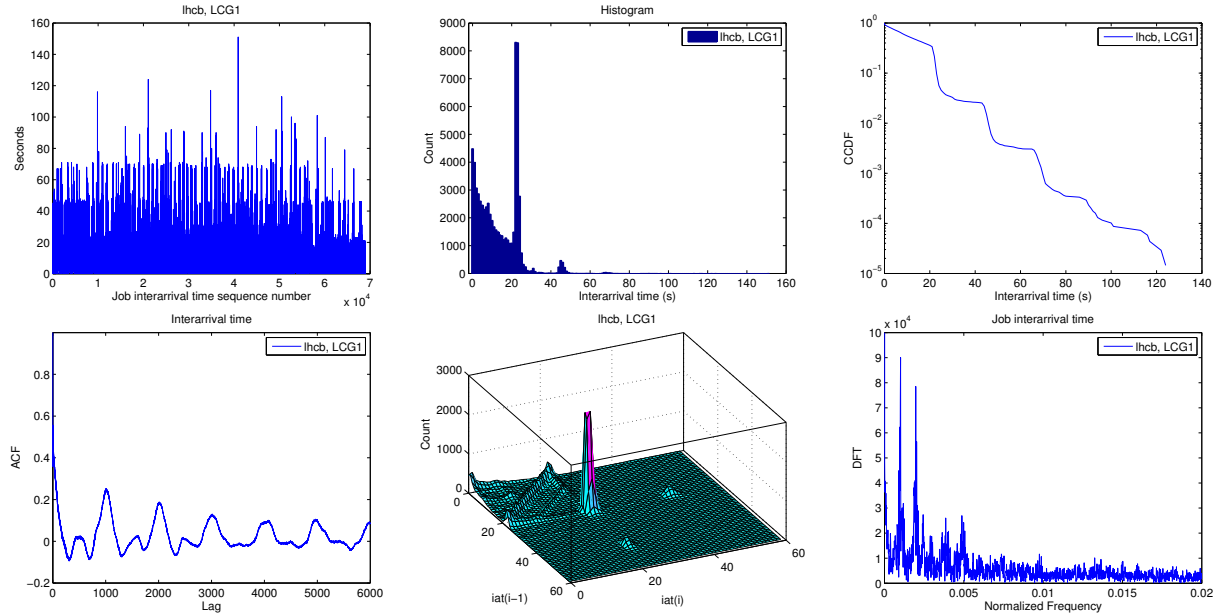 lhcb, LCG1
160
140
120
100
80
60
40
20
0
Seconds
0 1 2 3 4 5 6 7
x 10^4
Job interarrival time sequence number
Histogram
9000
8000
7000
6000
5000
4000
3000
2000
1000
0
Count
lhcb, LCG1
0 20 40 60 80 100 120 140 160
Interarrival time (s)
10^0
10^-1
10^-2
10^-3
10^-4
10^-5
CCDF
lhcb, LCG1
0 20 40 60 80 100 120 140
Interarrival time (s)
Interarrival time
0.8
0.6
0.4
0.2
0
−0.2
ACF
lhcb, LCG1
0 1000 2000 3000 4000 5000 6000
Lag
lhcb, LCG1
3000
2000
1000
0
Count
0
20
40
60
iat(i−1)
0
20
40
60
iat(i)
Job interarrival time
x 10^4
10
9
8
7
6
5
4
3
2
1
0
DFT
lhcb, LCG1
0 0.005 0.01 0.015 0.02
Normalized Frequency